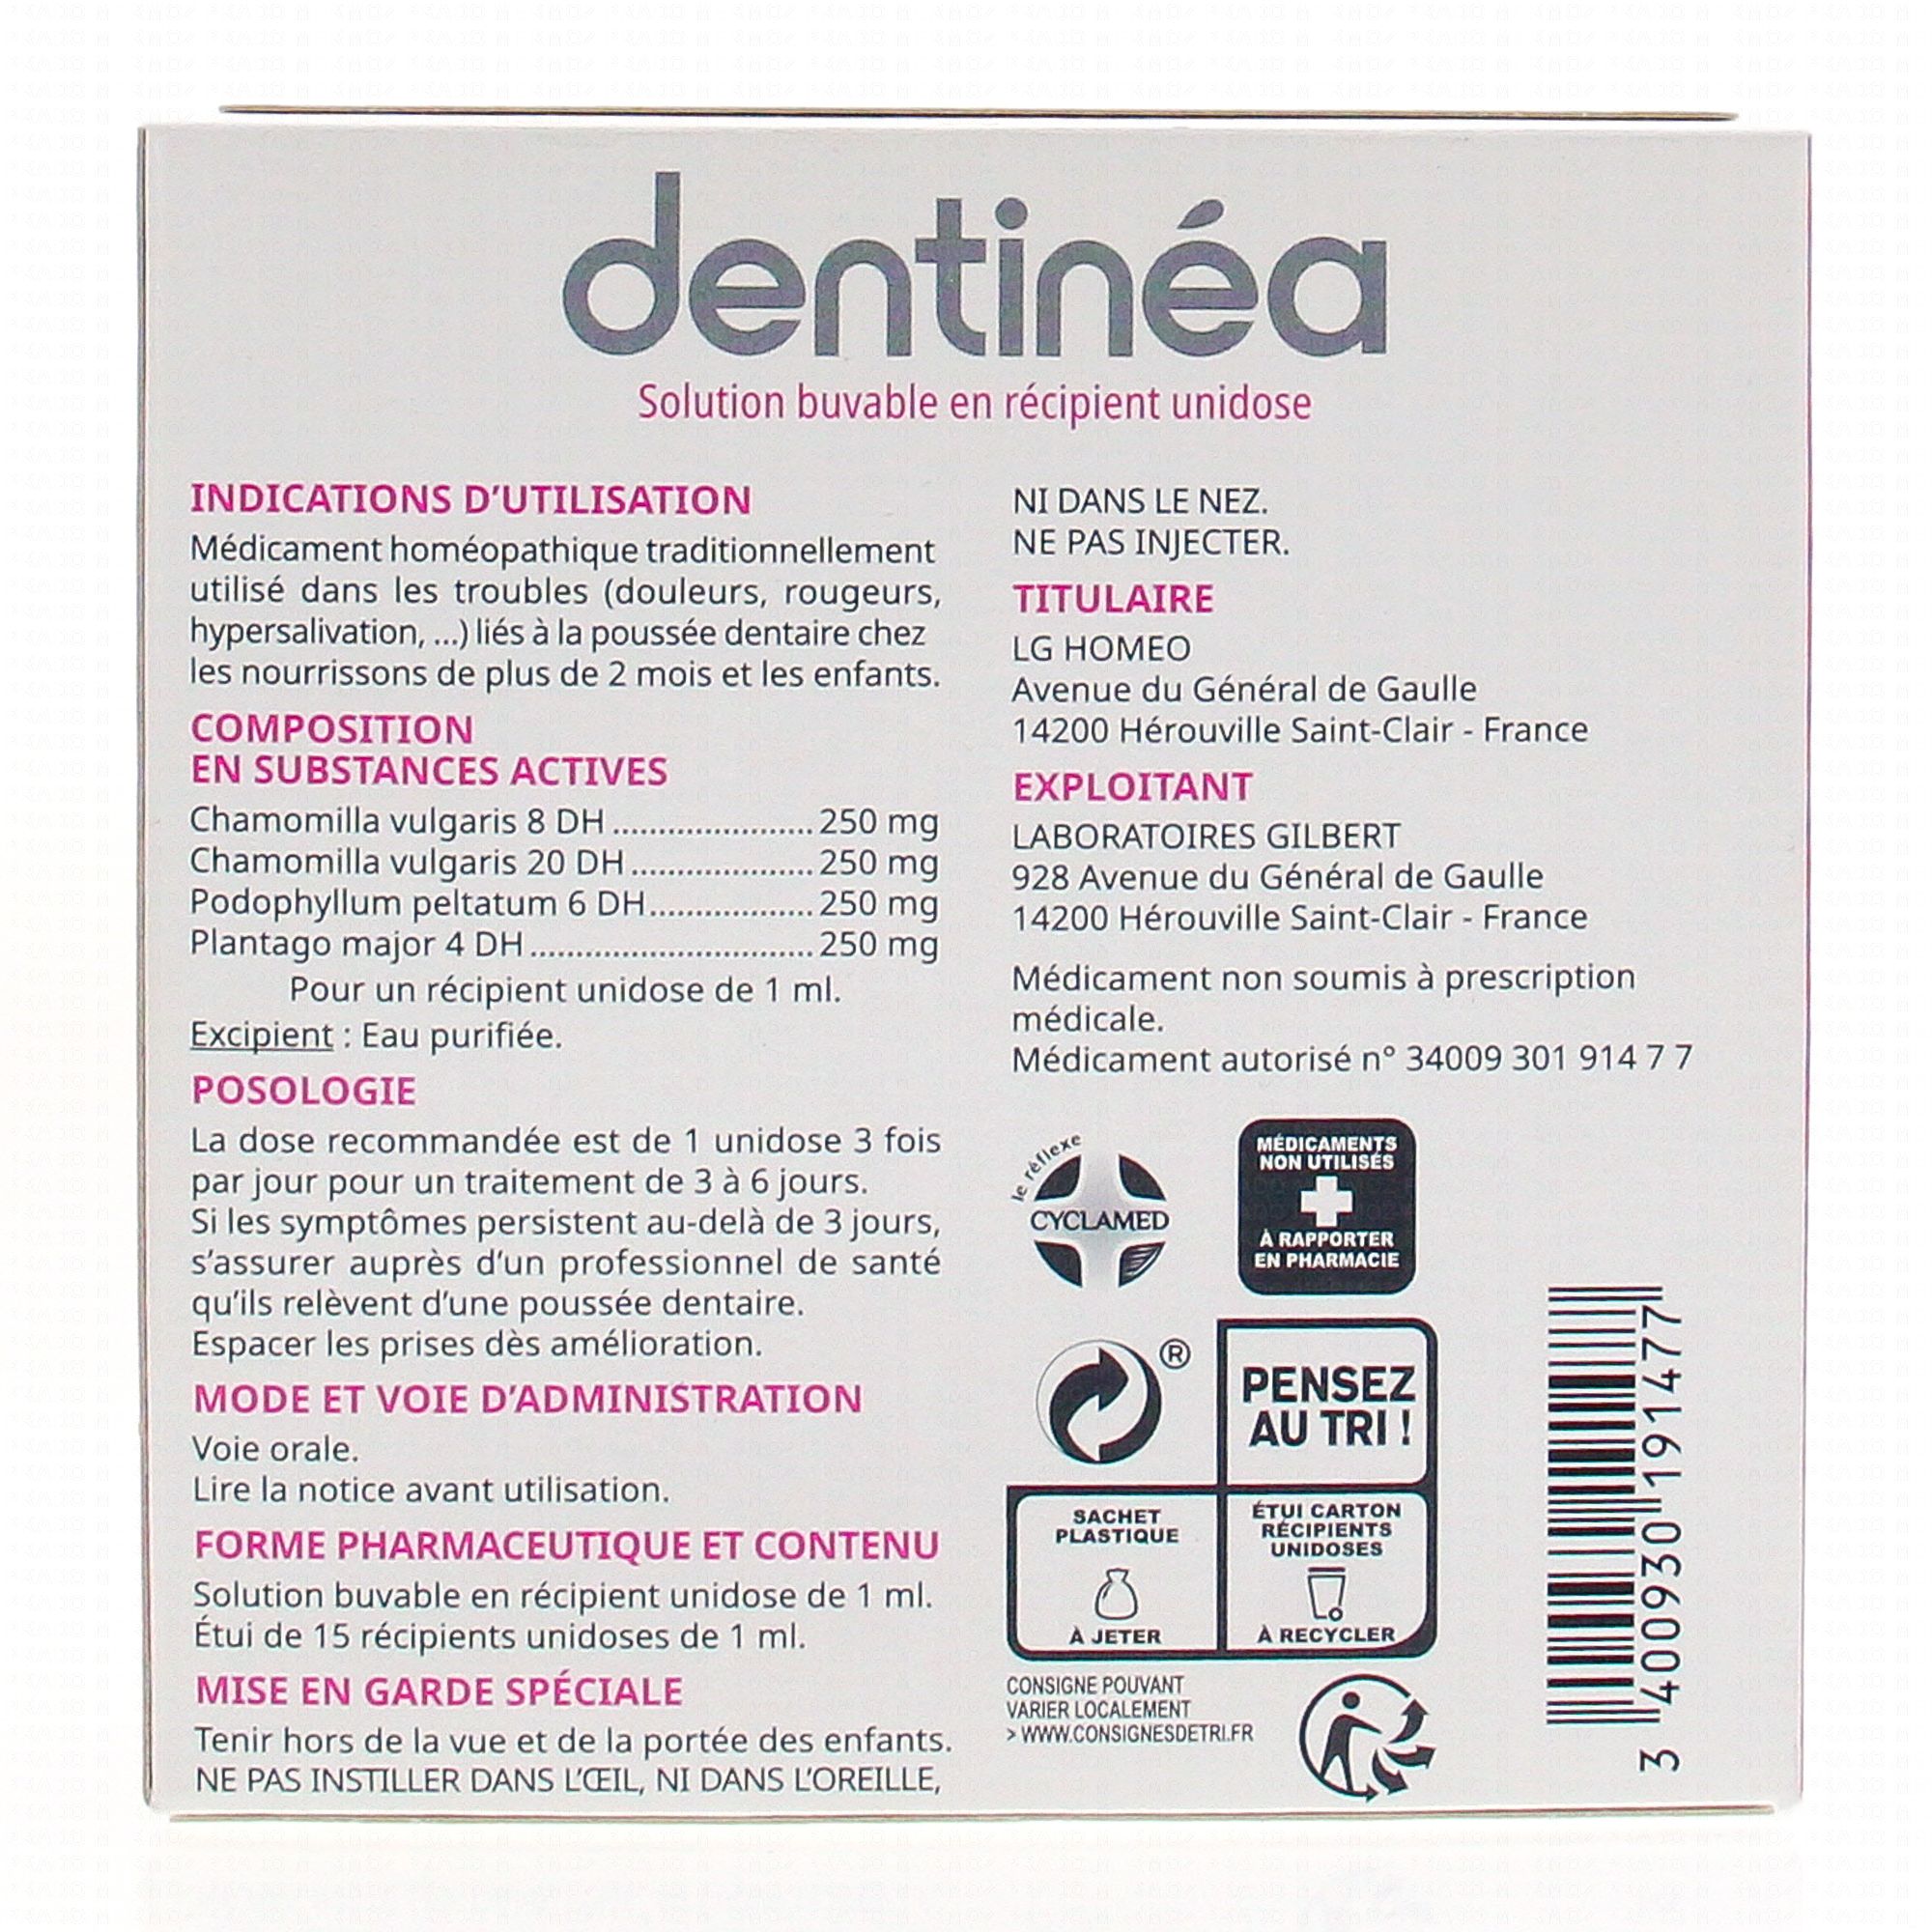 dentinéa
Solution buvable en récipient unidose
INDICATIONS D'UTILISATION
Médicament homéopathique traditionnellement
utilisé dans les troubles (douleurs, rougeurs,
hypersalivation, ...) liés à la poussée dentaire chez
les nourrissons de plus de 2 mois et les enfants.
COMPOSITION
EN SUBSTANCES ACTIVES
Chamomilla vulgaris 8 DH ...................... 250 mg
Chamomilla vulgaris 20 DH .................... 250 mg
Podophyllum peltatum 6 DH.................. 250 mg
Plantago major 4 DH ............................... 250 mg
Pour un récipient unidose de 1 ml.
Excipient : Eau purifiée.
POSOLOGIE
La dose recommandée est de 1 unidose 3 fois
par jour pour un traitement de 3 à 6 jours.
Si les symptômes persistent au-delà de 3 jours,
s'assurer auprès d'un professionnel de santé
qu'ils relèvent d'une poussée dentaire.
Espacer les prises dès amélioration.
MODE ET VOIE D'ADMINISTRATION
Voie orale.
Lire la notice avant utilisation.
FORME PHARMACEUTIQUE ET CONTENU
Solution buvable en récipient unidose de 1 ml.
Étui de 15 récipients unidoses de 1 ml.
MISE EN GARDE SPÉCIALE
Tenir hors de la vue et de la portée des enfants.
NE PAS INSTILLER DANS L'ŒIL, NI DANS L'OREILLE,
NI DANS LE NEZ.
NE PAS INJECTER.
TITULAIRE
LG HOMEO
Avenue du Général de Gaulle
14200 Hérouville Saint-Clair - France
EXPLOITANT
LABORATOIRES GILBERT
928 Avenue du Général de Gaulle
14200 Hérouville Saint-Clair - France
Médicament non soumis à prescription
médicale.
Médicament autorisé n° 34009 301 914 7 7
le réflexe
CYCLAMED
MÉDICAMENTS
NON UTILISÉS
À RAPPORTER
EN PHARMACIE
®
PENSEZ
AU TRI !
SACHET
PLASTIQUE
À JETER
ÉTUI CARTON
RÉCIPIENTS
UNIDOSES
À RECYCLER
CONSIGNE POUVANT
VARIER LOCALEMENT
> WWW.CONSIGNESDETRI.FR
3 400930 191477